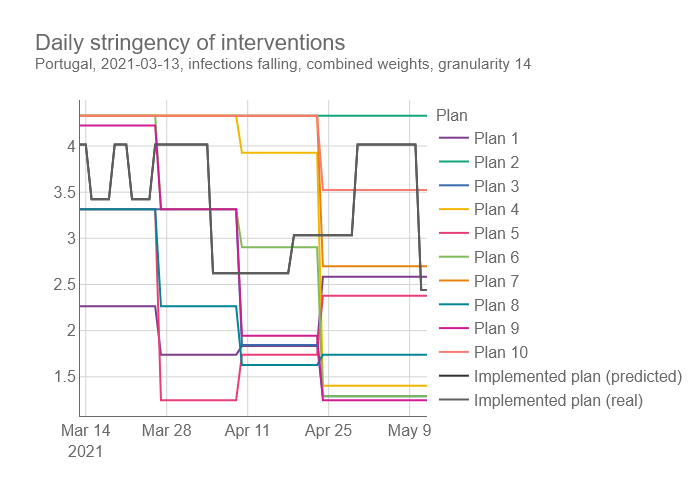 Daily stringency of interventions
Portugal, 2021-03-13, infections falling, combined weights, granularity 14
Plan
4
Plan 1
Plan 2
3.5
Plan 3
Plan 4
3
Plan 5
Plan 6
2.5
Plan 7
Plan 8
2
Plan 9
Plan 10
1.5
Implemented plan (predicted)
Implemented plan (real)
Mar 14 Mar 28 Apr 11 Apr 25 May 9
2021